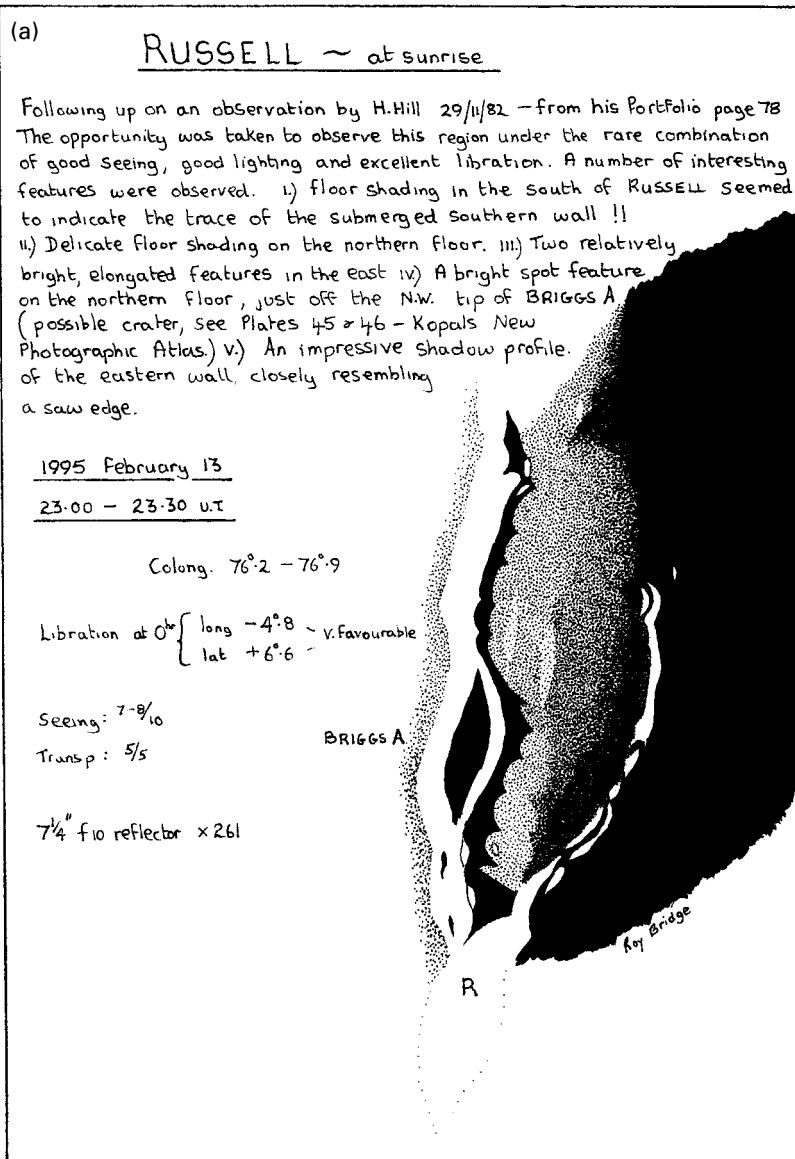 (a)
RUSSELL ~ at sunrise
Following up on an observation by H.Hill 29/11/82 – from his Portfolio page 78
The opportunity was taken to observe this region under the rare combination
of good seeing, good lighting and excellent libration. A number of interesting
features were observed. I.) floor shading in the south of RUSSELL seemed
to indicate the trace of the submerged southern wall !!
II.) Delicate floor shading on the northern floor. III.) Two relatively
bright, elongated features in the east IV.) A bright spot feature
on the northern floor, just off the N.W. tip of BRIGGS A
(possible crater, see Plates 45 & 46 – Kopals New
Photographic Atlas.) V.) An impressive shadow profile.
of the eastern wall, closely resembling
a saw edge.
1995 February 13
23.00 – 23.30 U.T
Colong. 76°.2 – 76°.9
Libration at 0hr { long -4°.8 ~ v. favourable
lat +6°.6 ~
Seeing: 7-8/10
Transp: 5/5
BRIGGS A
7 1/4" f10 reflector × 261
Roy Bridge
R